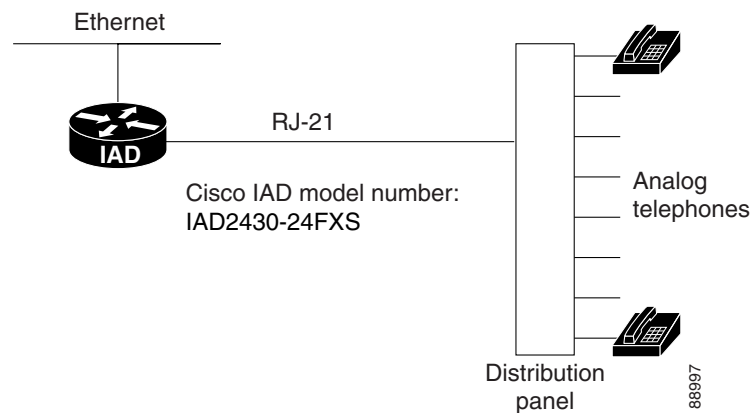 Ethernet
IAD
RJ-21
Cisco IAD model number:
IAD2430-24FXS
Analog
telephones
Distribution
panel
88997